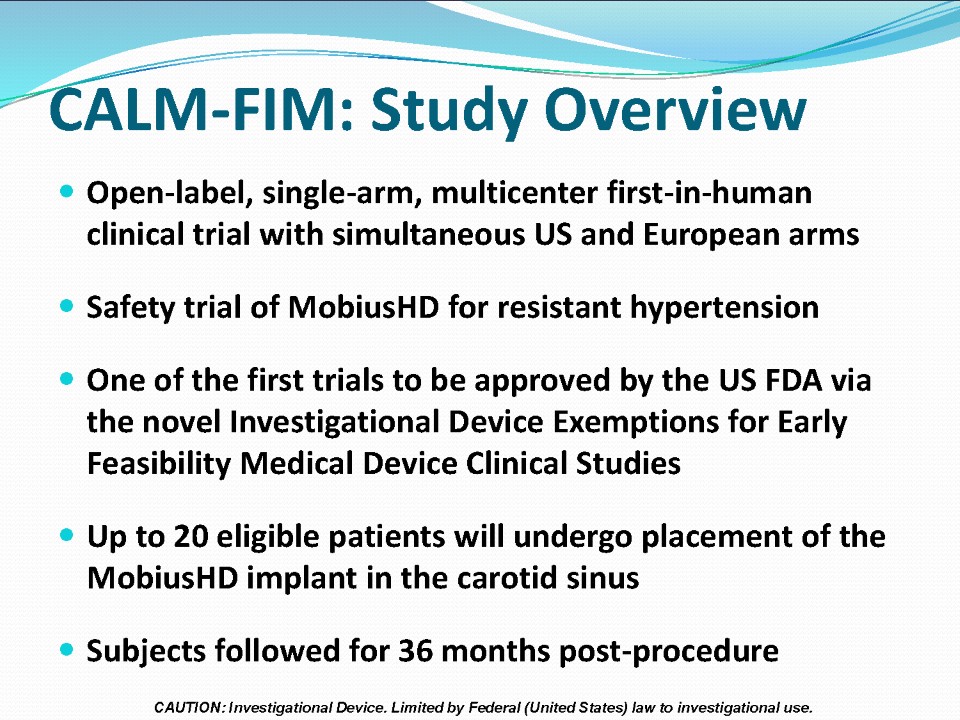 CALM-FIM: Study Overview
• Open-label, single-arm, multicenter first-in-human
clinical trial with simultaneous US and European arms
• Safety trial of MobiusHD for resistant hypertension
• One of the first trials to be approved by the US FDA via
the novel Investigational Device Exemptions for Early
Feasibility Medical Device Clinical Studies
• Up to 20 eligible patients will undergo placement of the
MobiusHD implant in the carotid sinus
• Subjects followed for 36 months post-procedure
CAUTION: Investigational Device. Limited by Federal (United States) law to investigational use.